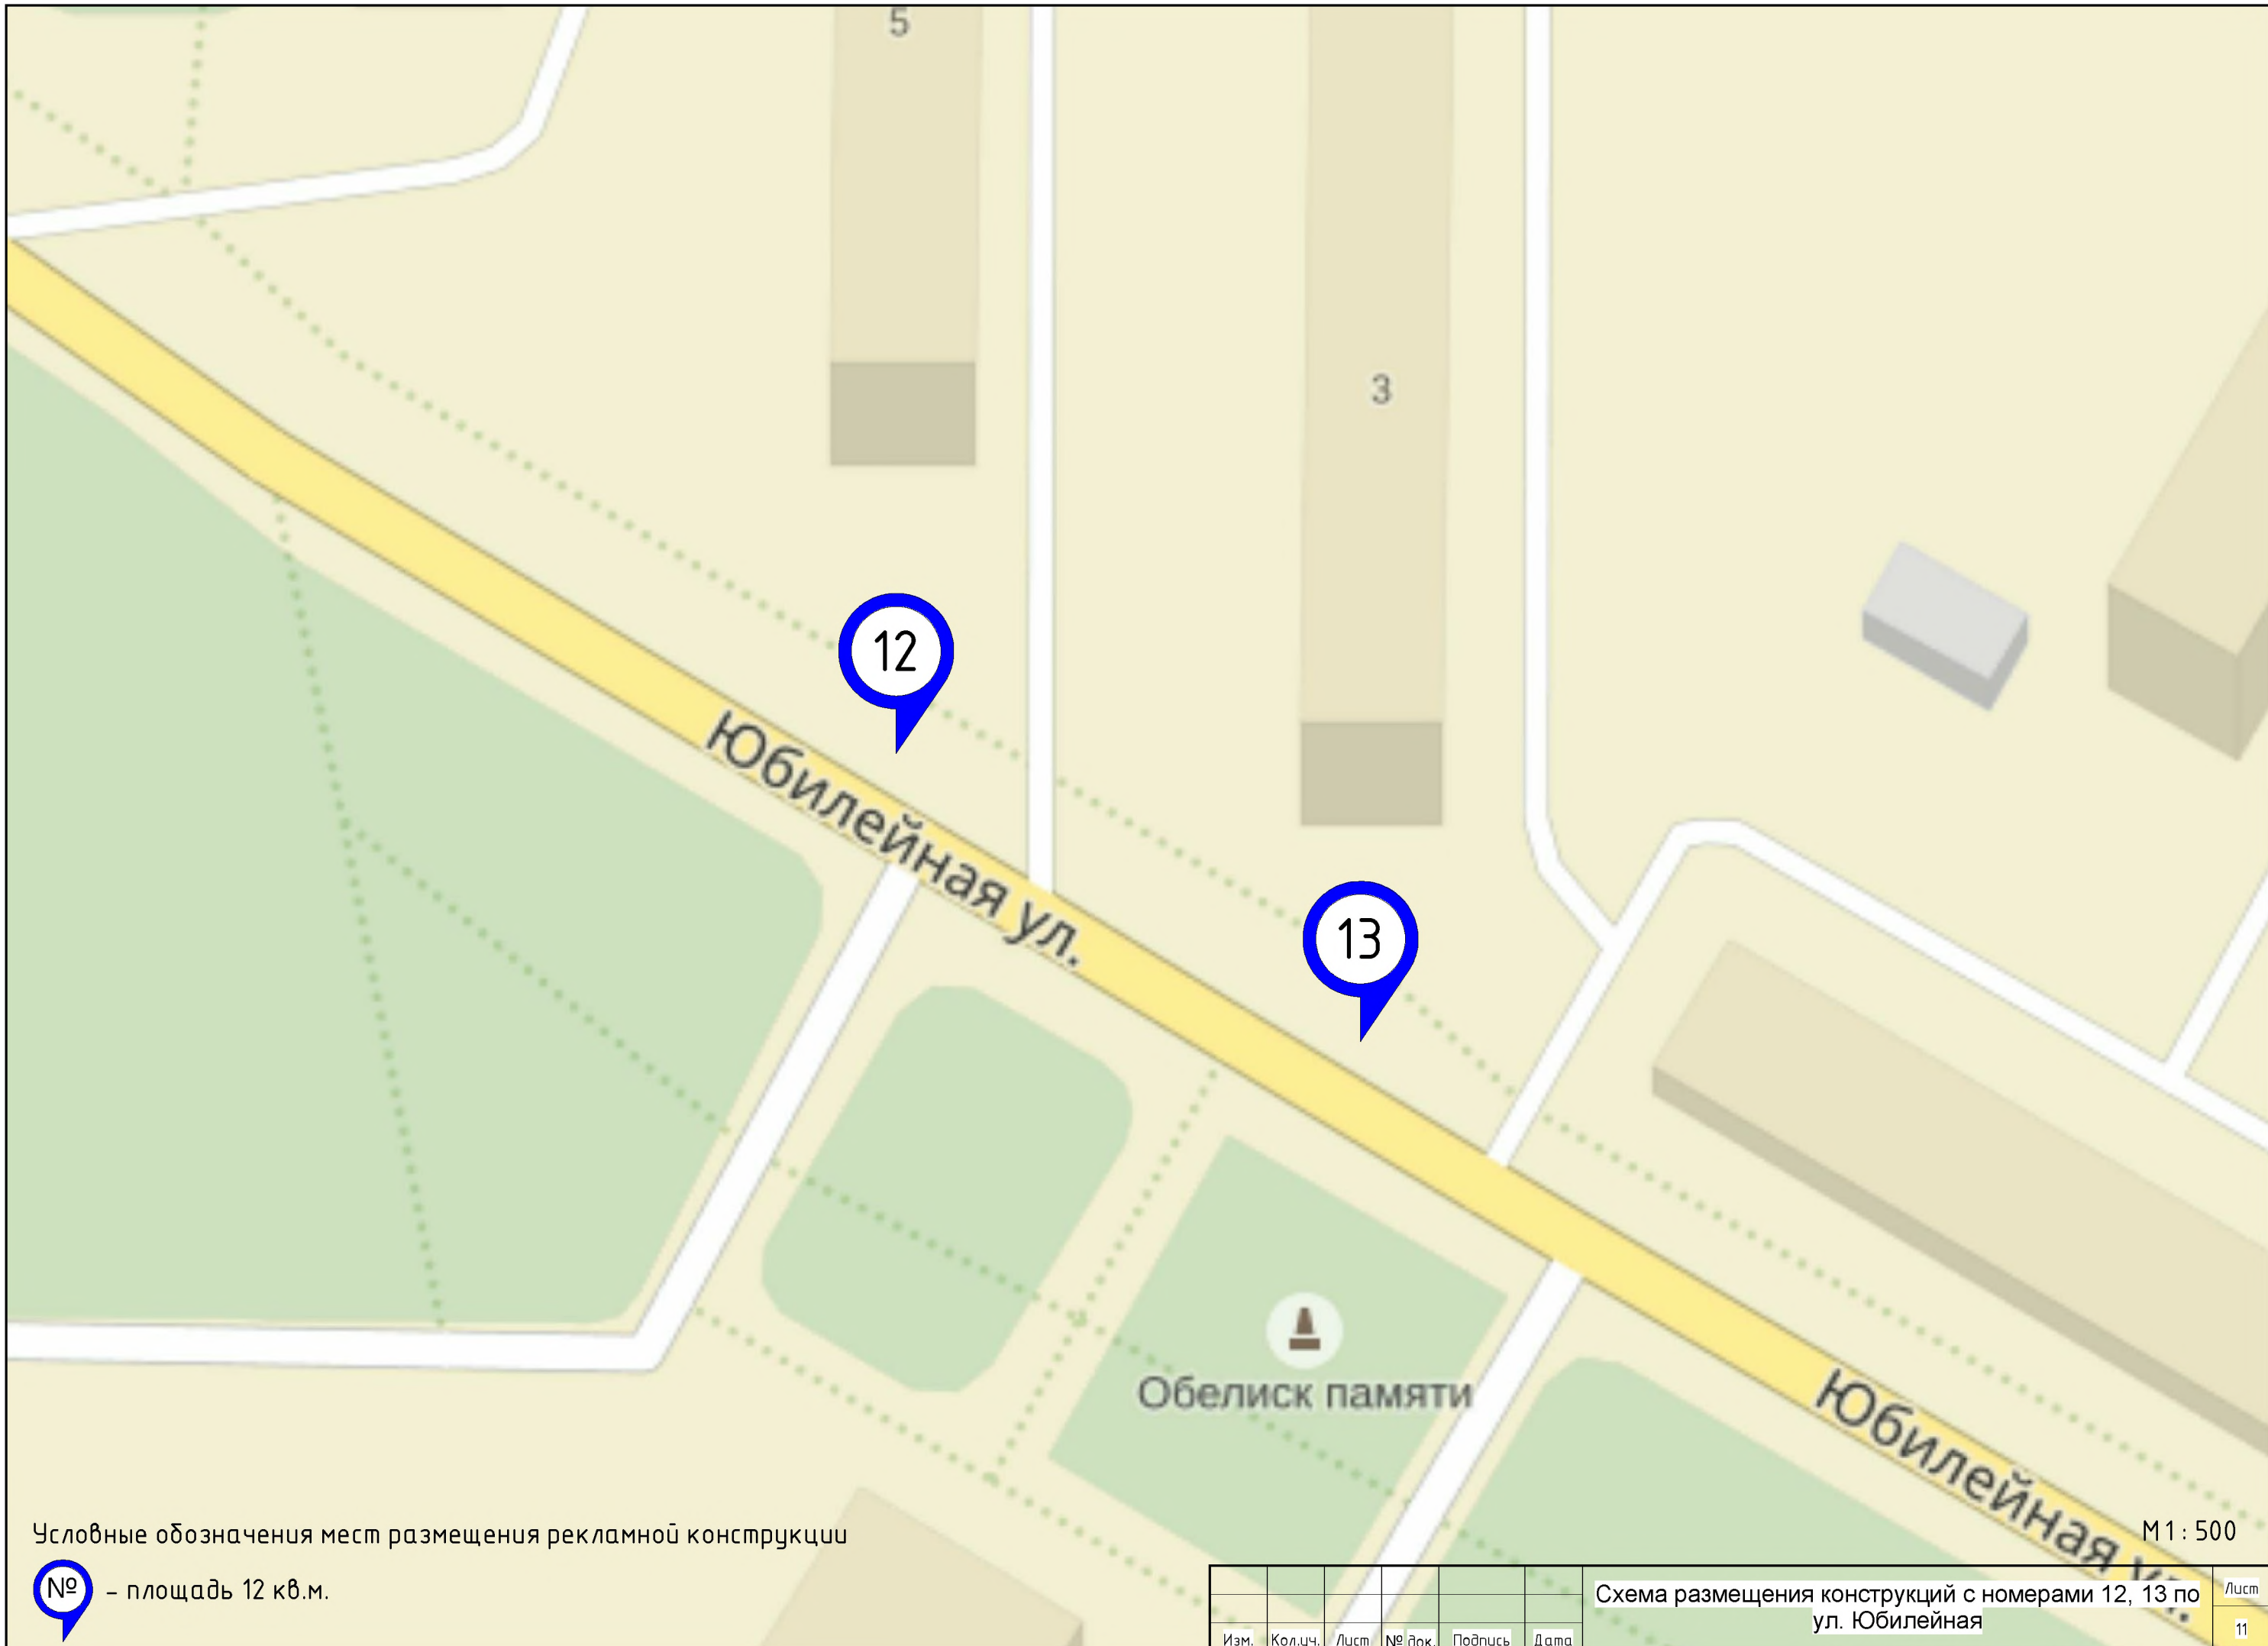 5
3
12
Юбилейная ул.
13
Обелиск памяти
Юбилейная ул.
Условные обозначения мест размещения рекламной конструкции
№ – площадь 12 кв.м.
М 1 : 500
Схема размещения конструкций с номерами 12, 13 по
ул. Юбилейная
Лист
11
Изм. Кол.уч. Лист № док. Подпись Дата